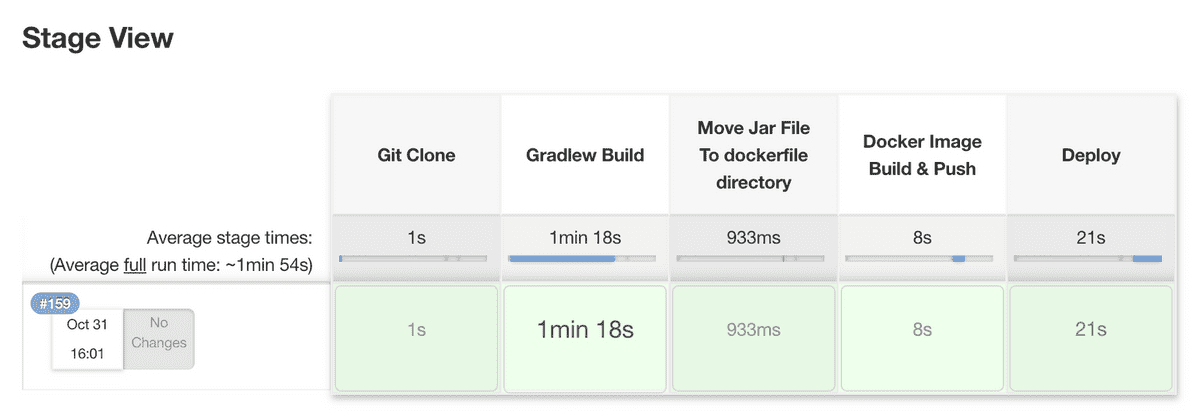 Stage View
Git Clone
Gradlew Build
Move Jar File
To dockerfile
directory
Docker Image
Build & Push
Deploy
Average stage times:
(Average full run time: ~1min 54s)
1s
1min 18s
933ms
8s
21s
#159
Oct 31
16:01
No
Changes
1s
1min 18s
933ms
8s
21s